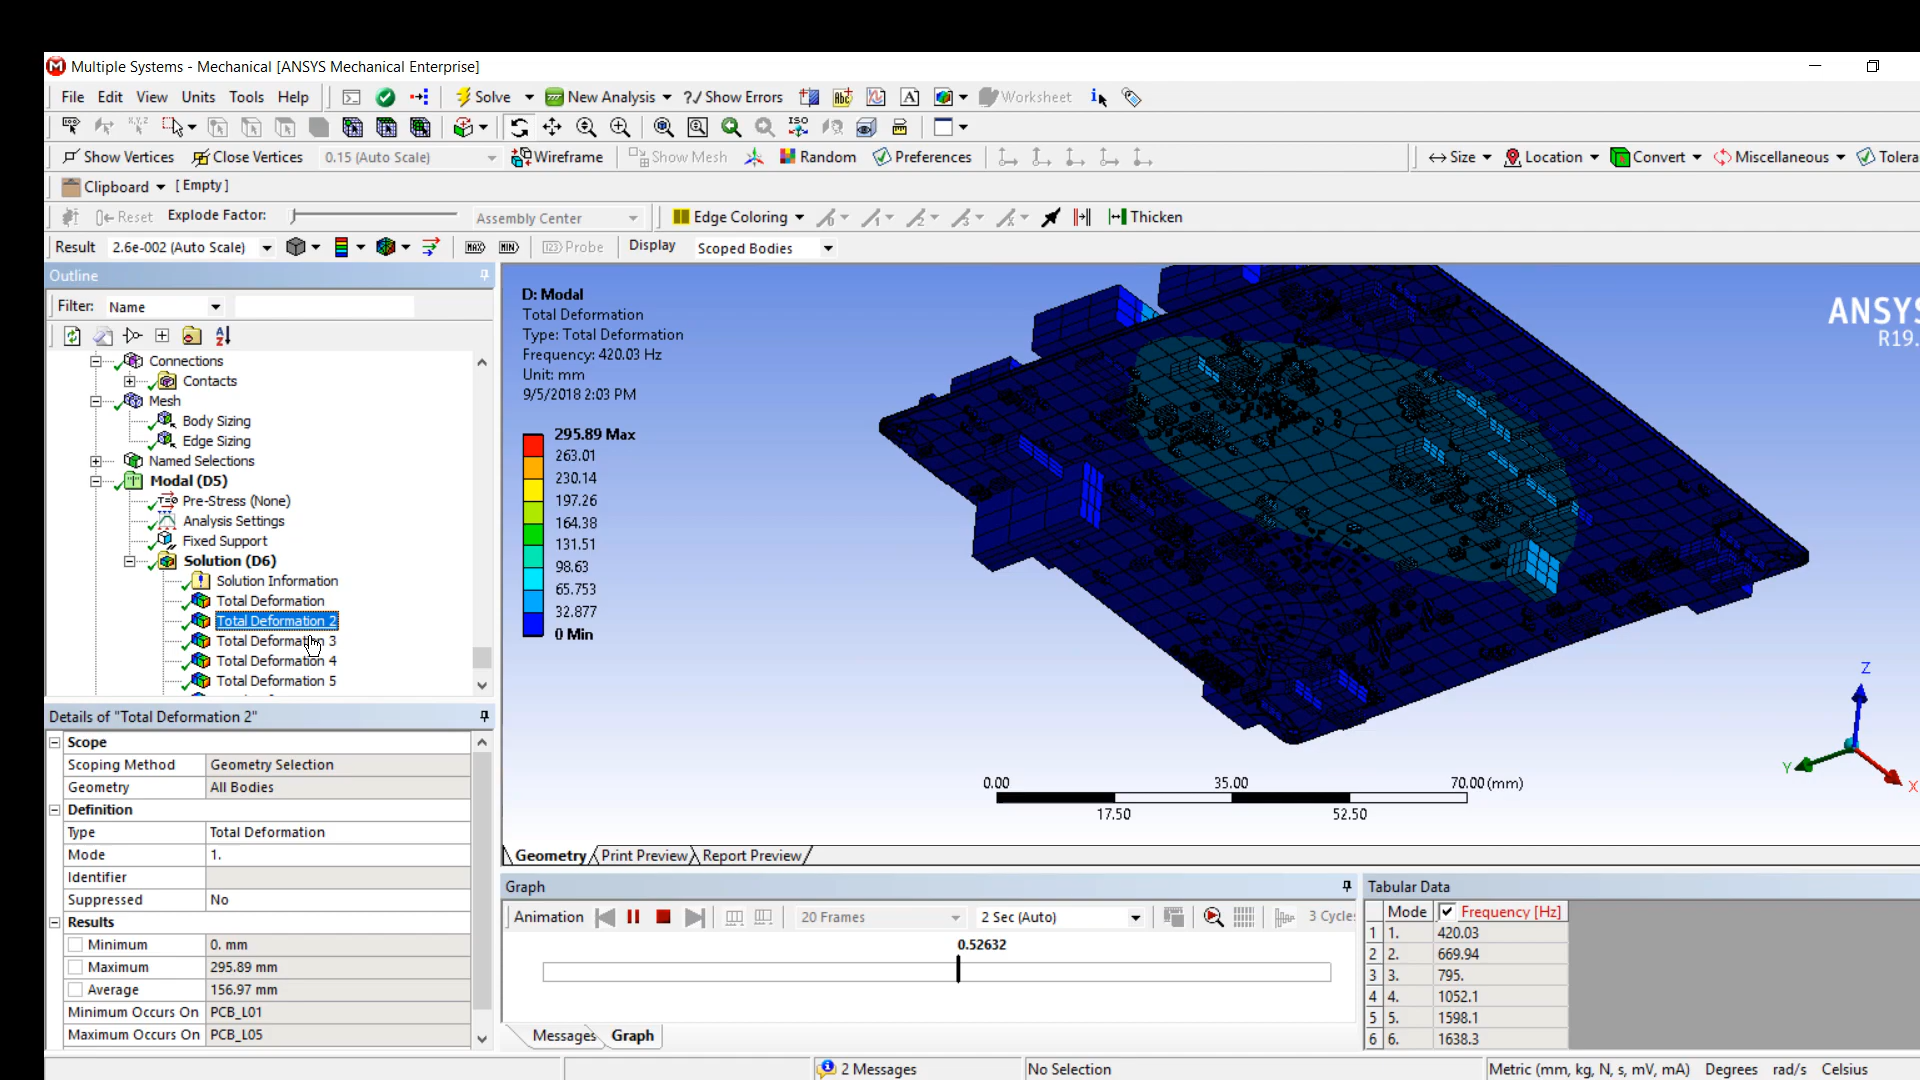 Multiple Systems - Mechanical [ANSYS Mechanical Enterprise]
File Edit View Units Tools Help Solve New Analysis ?/ Show Errors Worksheet
ISO
Show Vertices Close Vertices 0.15 (Auto Scale) Wireframe Show Mesh Random Preferences Size Location Convert Miscellaneous Tolera
Clipboard [ Empty ]
Reset Explode Factor: Assembly Center Edge Coloring Thicken
Result 2.6e-002 (Auto Scale) MAX MIN Probe Display Scoped Bodies
Outline
Filter: Name
Connections
Contacts
Mesh
Body Sizing
Edge Sizing
Named Selections
Modal (D5)
Pre-Stress (None)
Analysis Settings
Fixed Support
Solution (D6)
Solution Information
Total Deformation
Total Deformation 2
Total Deformation 3
Total Deformation 4
Total Deformation 5
D: Modal
Total Deformation
Type: Total Deformation
Frequency: 420.03 Hz
Unit: mm
9/5/2018 2:03 PM
295.89 Max
263.01
230.14
197.26
164.38
131.51
98.63
65.753
32.877
0 Min
ANSYS
R19.
Z
Y
X
0.00 35.00 70.00 (mm)
17.50 52.50
Geometry Print Preview Report Preview
Details of "Total Deformation 2"
Scope
Scoping Method Geometry Selection
Geometry All Bodies
Definition
Type Total Deformation
Mode 1.
Identifier
Suppressed No
Results
Minimum 0. mm
Maximum 295.89 mm
Average 156.97 mm
Minimum Occurs On PCB_L01
Maximum Occurs On PCB_L05
Graph
Animation 20 Frames 2 Sec (Auto) 3 Cycles
0.52632
Messages Graph
Tabular Data
Mode Frequency [Hz]
1 1. 420.03
2 2. 669.94
3 3. 795.
4 4. 1052.1
5 5. 1598.1
6 6. 1638.3
2 Messages No Selection Metric (mm, kg, N, s, mV, mA) Degrees rad/s Celsius